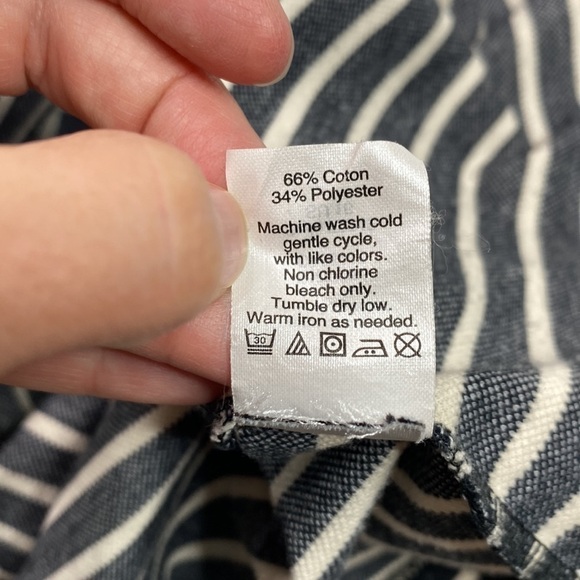 66% Coton
34% Polyester
Machine wash cold
gentle cycle,
with like colors.
Non chlorine
bleach only.
Tumble dry low.
Warm iron as needed.
30